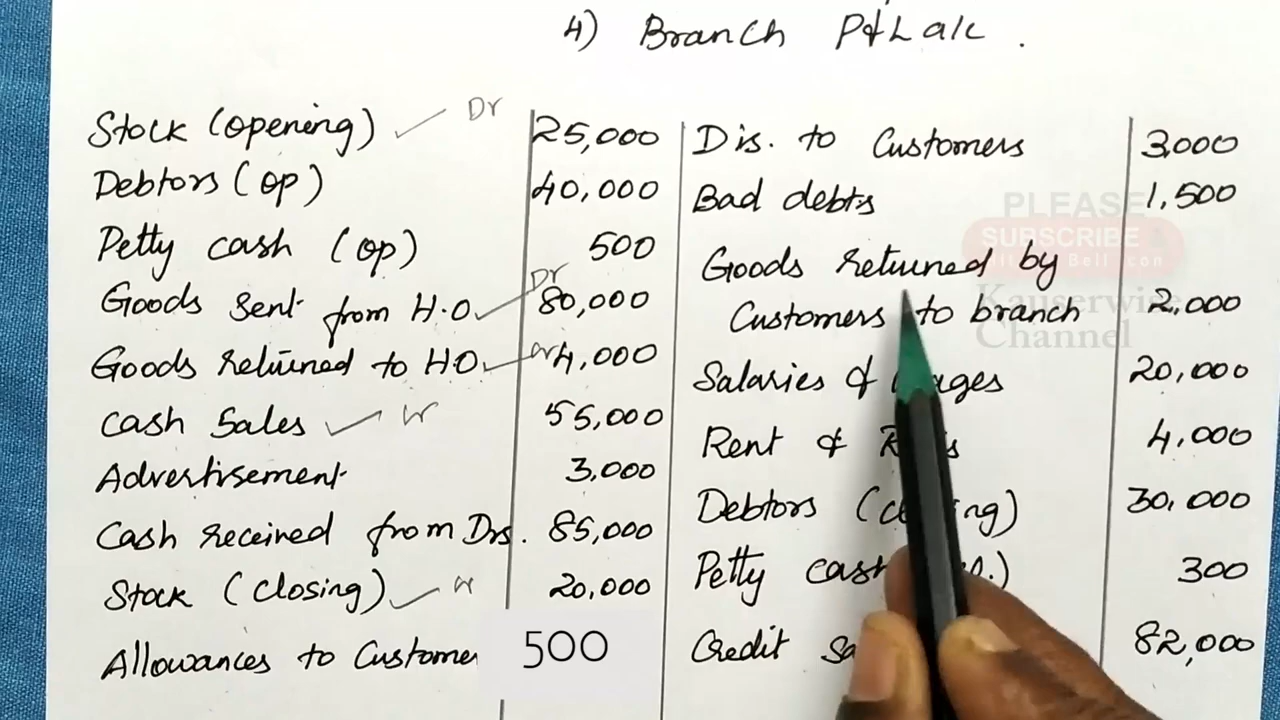 4) Branch P&L a/c.
Stock (opening) Dr 25,000
Debtors (op) 40,000
Petty cash (op) 500
Goods sent from H.O. Dr 80,000
Goods returned to HO. 4,000
Cash Sales 55,000
Advertisement 3,000
Cash received from Drs. 85,000
Stock (closing) 20,000
Allowances to Customer 500
Dis. to Customers 3,000
Bad debts 1,500
Goods returned by
Customers to branch 2,000
Salaries & 20,000
Rent & 4,000
Debtors 30,000
Petty 300
Credit 82,000
PLEASE
SUBSCRIBE
Channel